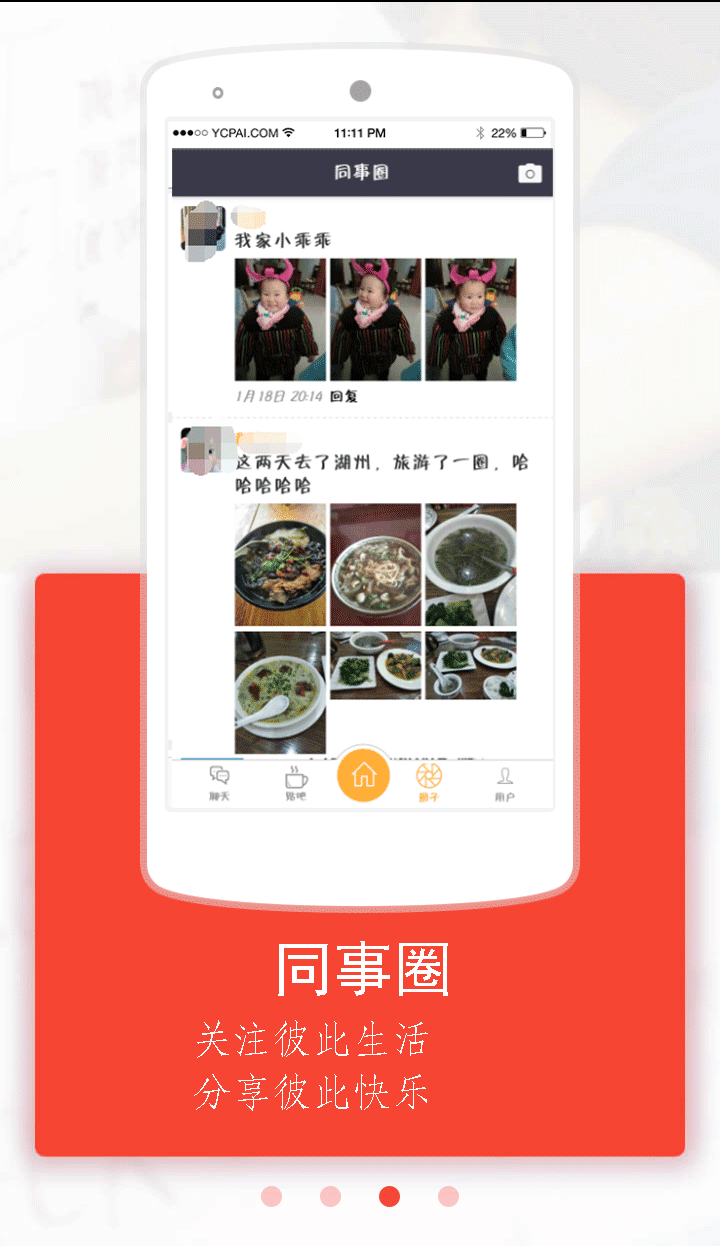 YCPAI.COM
11:11 PM
22%
同事圈
我家小乖乖
1月18日 20:14 回复
这两天去了湖州，旅游了一圈，哈
哈哈哈哈
聊天
贴吧
圈子
用户
同事圈
关注彼此生活
分享彼此快乐